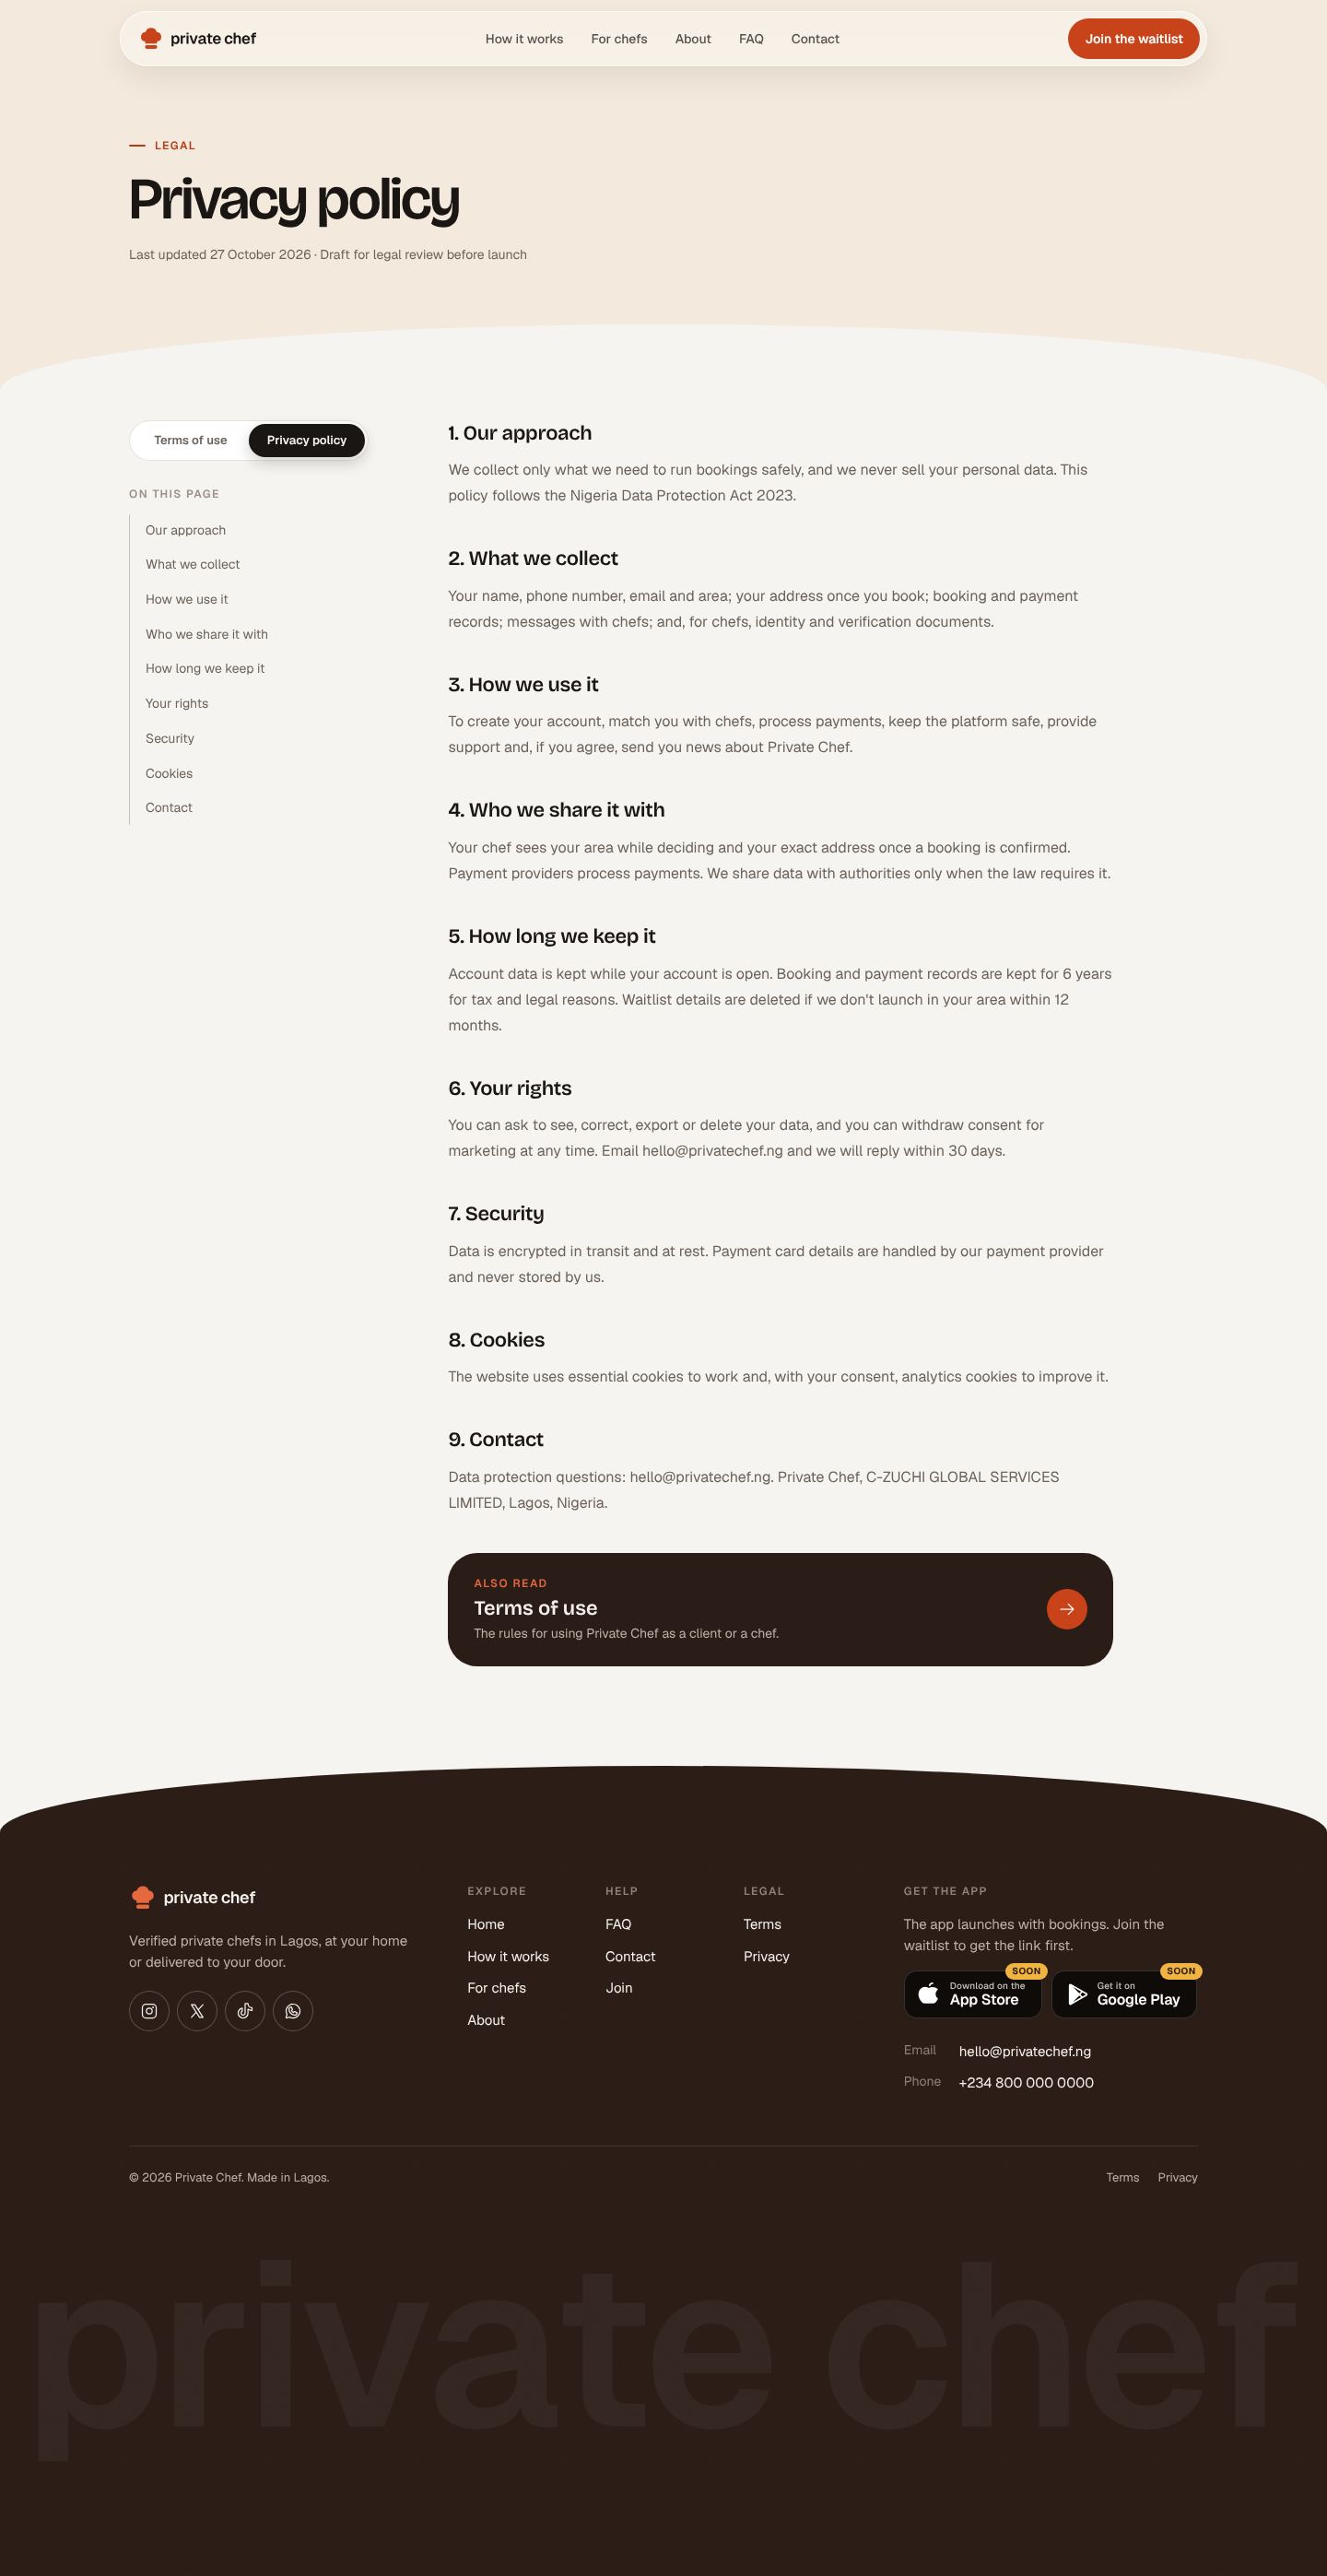 private chef
How it works
For chefs
About
FAQ
Contact
Join the waitlist
LEGAL
Privacy policy
Last updated 27 October 2026 · Draft for legal review before launch
Terms of use
Privacy policy
ON THIS PAGE
Our approach
What we collect
How we use it
Who we share it with
How long we keep it
Your rights
Security
Cookies
Contact
1. Our approach
We collect only what we need to run bookings safely, and we never sell your personal data. This
policy follows the Nigeria Data Protection Act 2023.
2. What we collect
Your name, phone number, email and area; your address once you book; booking and payment
records; messages with chefs; and, for chefs, identity and verification documents.
3. How we use it
To create your account, match you with chefs, process payments, keep the platform safe, provide
support and, if you agree, send you news about Private Chef.
4. Who we share it with
Your chef sees your area while deciding and your exact address once a booking is confirmed.
Payment providers process payments. We share data with authorities only when the law requires it.
5. How long we keep it
Account data is kept while your account is open. Booking and payment records are kept for 6 years
for tax and legal reasons. Waitlist details are deleted if we don't launch in your area within 12
months.
6. Your rights
You can ask to see, correct, export or delete your data, and you can withdraw consent for
marketing at any time. Email hello@privatechef.ng and we will reply within 30 days.
7. Security
Data is encrypted in transit and at rest. Payment card details are handled by our payment provider
and never stored by us.
8. Cookies
The website uses essential cookies to work and, with your consent, analytics cookies to improve it.
9. Contact
Data protection questions: hello@privatechef.ng. Private Chef, C-ZUCHI GLOBAL SERVICES
LIMITED, Lagos, Nigeria.
ALSO READ
Terms of use
The rules for using Private Chef as a client or a chef.
private chef
Verified private chefs in Lagos, at your home
or delivered to your door.
EXPLORE
Home
How it works
For chefs
About
HELP
FAQ
Contact
Join
LEGAL
Terms
Privacy
GET THE APP
The app launches with bookings. Join the
waitlist to get the link first.
SOON
Download on the
App Store
SOON
Get it on
Google Play
Email hello@privatechef.ng
Phone +234 800 000 0000
© 2026 Private Chef. Made in Lagos.
Terms
Privacy
private chef